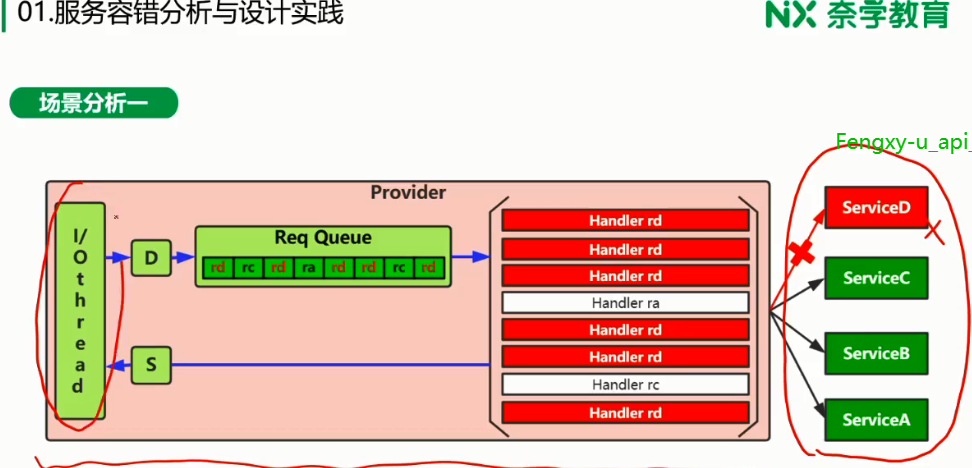 01.服务容错分析与设计实践
NiX 奈学教育
场景分析一
Fengxy-u_api_
Provider
I/Othread
D
Req Queue
rd rc rd ra rd rd rc rd
S
Handler rd
Handler rd
Handler rd
Handler ra
Handler rd
Handler rd
Handler rc
Handler rd
ServiceD
ServiceC
ServiceB
ServiceA